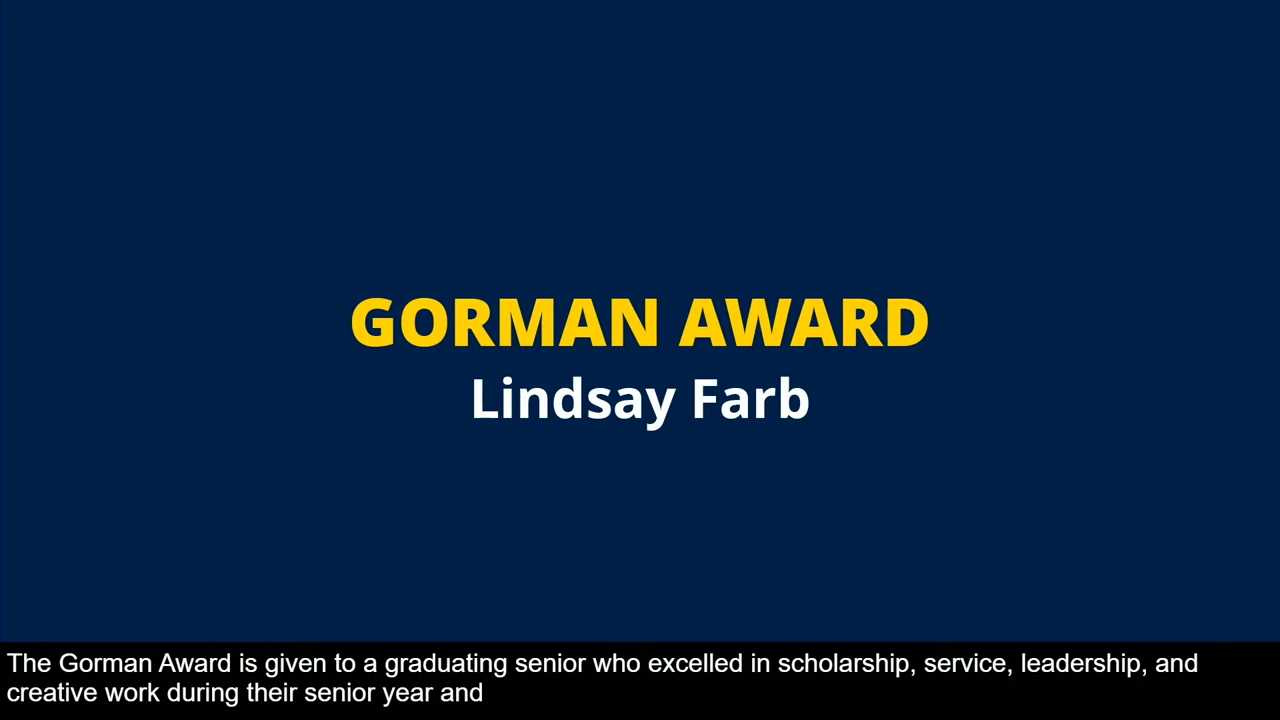 GORMAN AWARD
Lindsay Farb
The Gorman Award is given to a graduating senior who excelled in scholarship, service, leadership, and
creative work during their senior year and